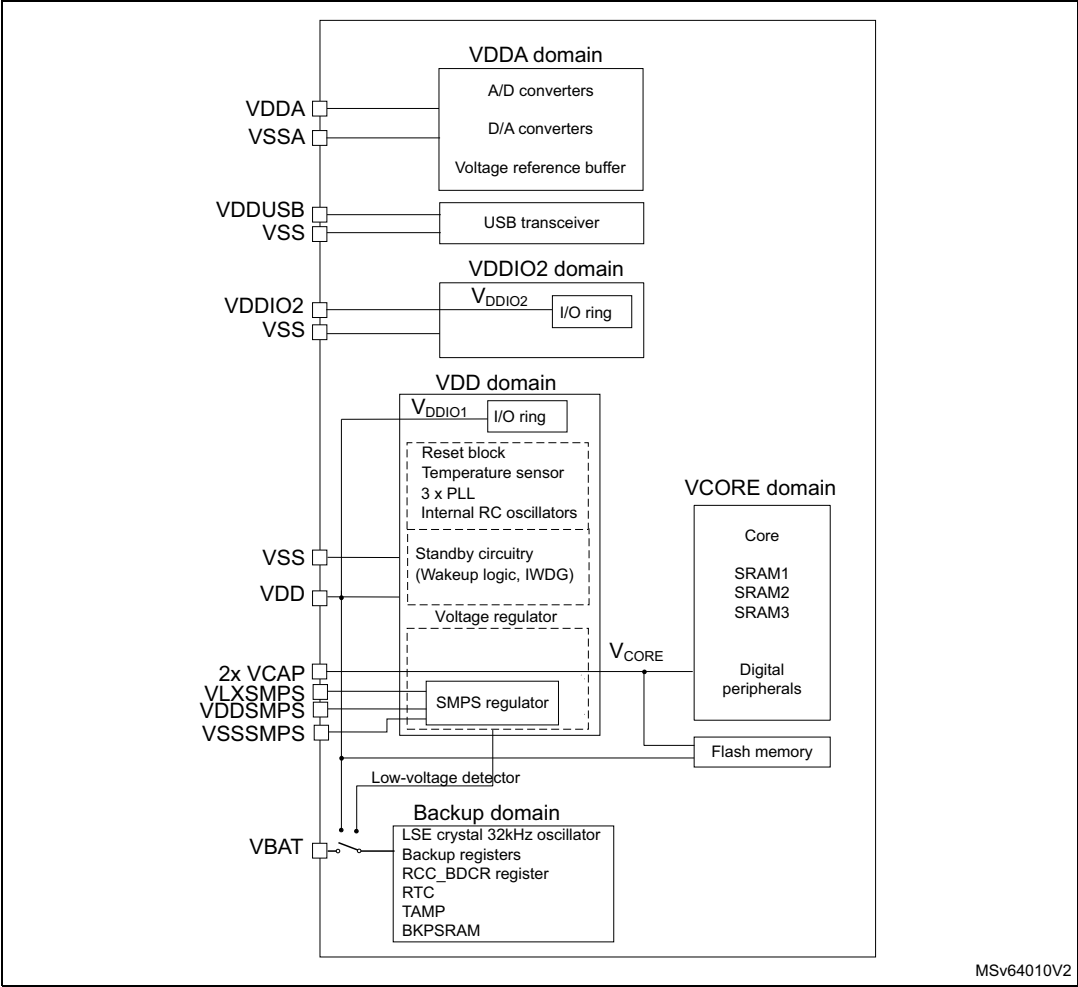 VDDA domain
A/D converters
VDDA
D/A converters
VSSA
Voltage reference buffer
VDDUSB
USB transceiver
VSS
VDDIO2 domain
VDDIO2
VDDIO2
I/O ring
VSS
VDD domain
VDDIO1
I/O ring
Reset block
Temperature sensor
3 x PLL
Internal RC oscillators
VCORE domain
Core
SRAM1
SRAM2
SRAM3
Digital
peripherals
VSS
Standby circuitry
(Wakeup logic, IWDG)
VDD
Voltage regulator
VCORE
2x VCAP
VLXSMPS
SMPS regulator
VDDSMPS
VSSSMPS
Flash memory
Low-voltage detector
Backup domain
VBAT
LSE crystal 32kHz oscillator
Backup registers
RCC_BDCR register
RTC
TAMP
BKPSRAM
MSv64010V2